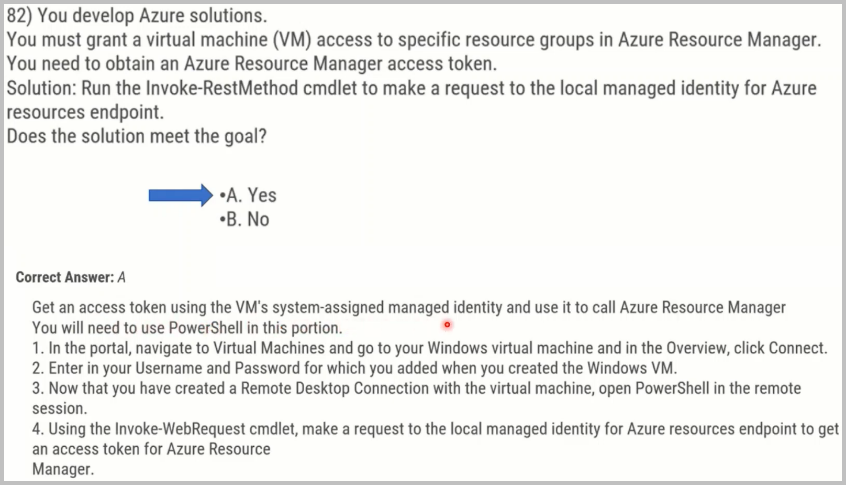 82) You develop Azure solutions.
You must grant a virtual machine (VM) access to specific resource groups in Azure Resource Manager.
You need to obtain an Azure Resource Manager access token.
Solution: Run the Invoke-RestMethod cmdlet to make a request to the local managed identity for Azure
resources endpoint.
Does the solution meet the goal?
•A. Yes
•B. No
Correct Answer: A
Get an access token using the VM's system-assigned managed identity and use it to call Azure Resource Manager
You will need to use PowerShell in this portion.
1. In the portal, navigate to Virtual Machines and go to your Windows virtual machine and in the Overview, click Connect.
2. Enter in your Username and Password for which you added when you created the Windows VM.
3. Now that you have created a Remote Desktop Connection with the virtual machine, open PowerShell in the remote
session.
4. Using the Invoke-WebRequest cmdlet, make a request to the local managed identity for Azure resources endpoint to get
an access token for Azure Resource
Manager.